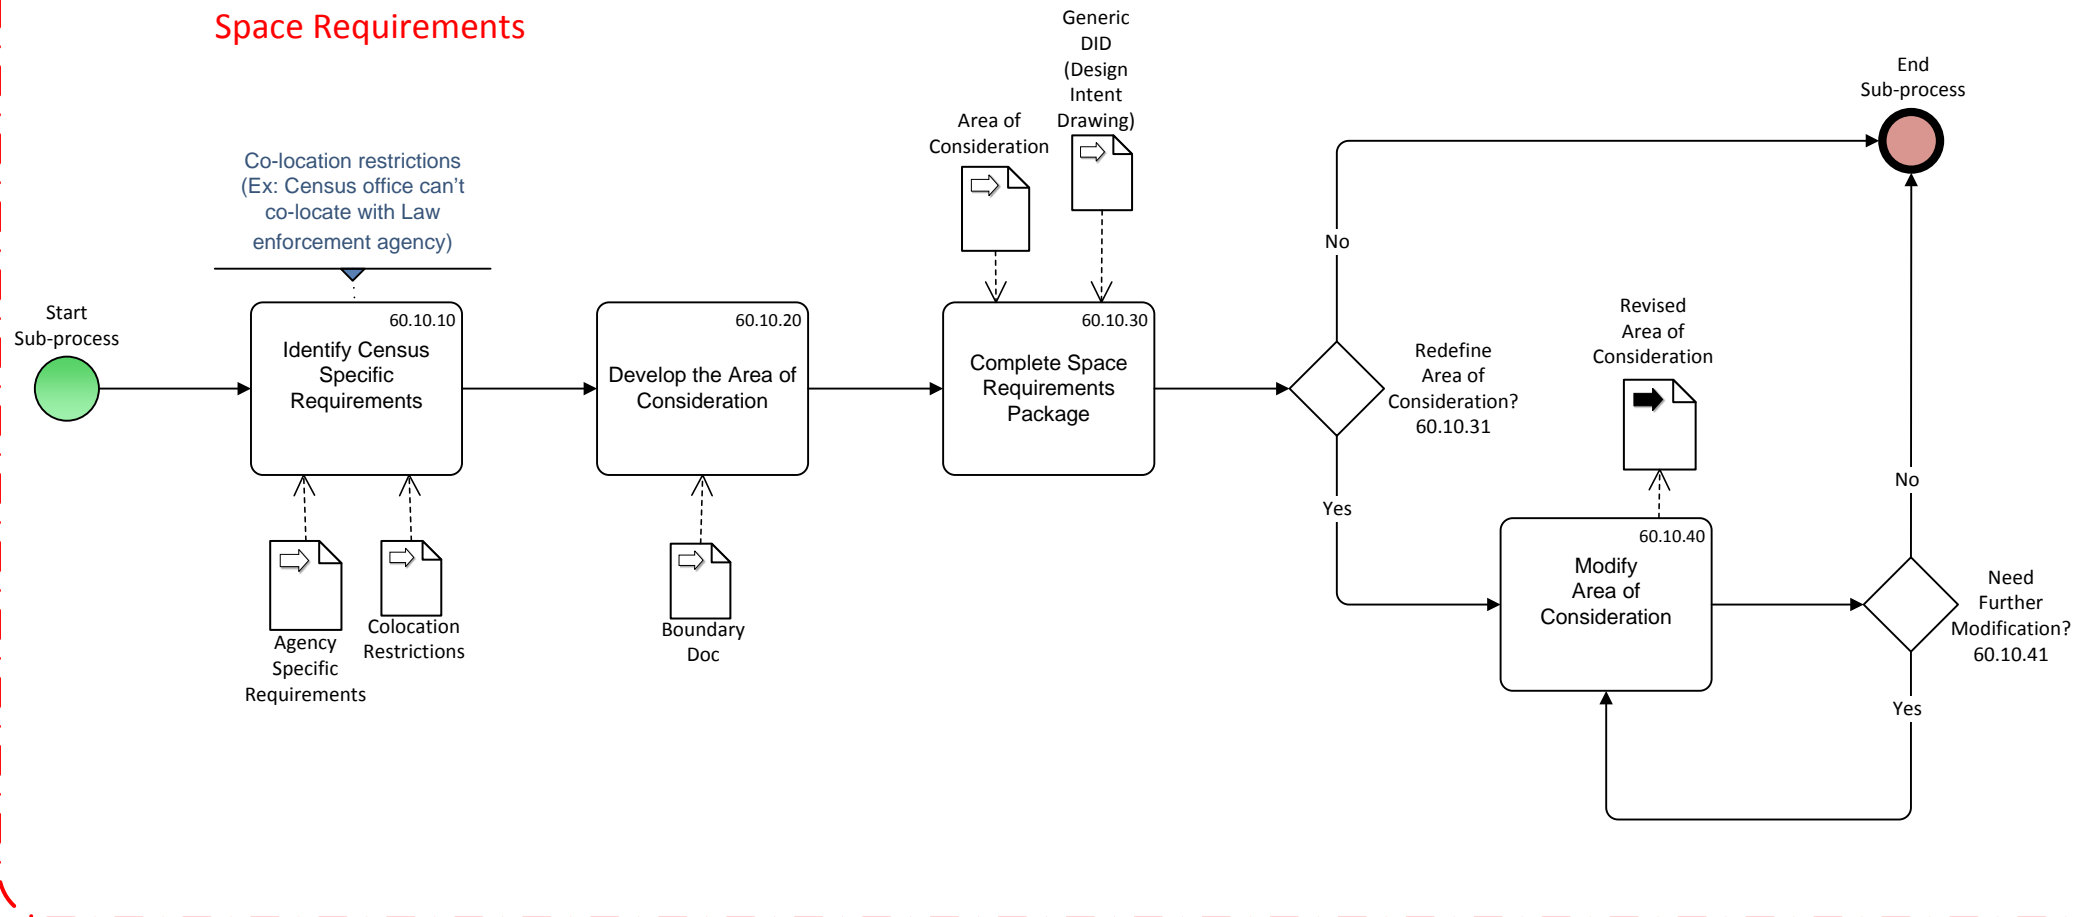 Space Requirements
Generic
DID
(Design
Intent
Drawing)
Area of
Consideration
End
Sub-process
Co-location restrictions
(Ex: Census office can't
co-locate with Law
enforcement agency)
No
Start
Sub-process
60.10.10
Identify Census
Specific
Requirements
60.10.20
Develop the Area of
Consideration
60.10.30
Complete Space
Requirements
Package
Redefine
Area of
Consideration?
60.10.31
Revised
Area of
Consideration
Yes
No
60.10.40
Modify
Area of
Consideration
Need
Further
Modification?
60.10.41
Yes
Agency
Specific
Requirements
Colocation
Restrictions
Boundary
Doc